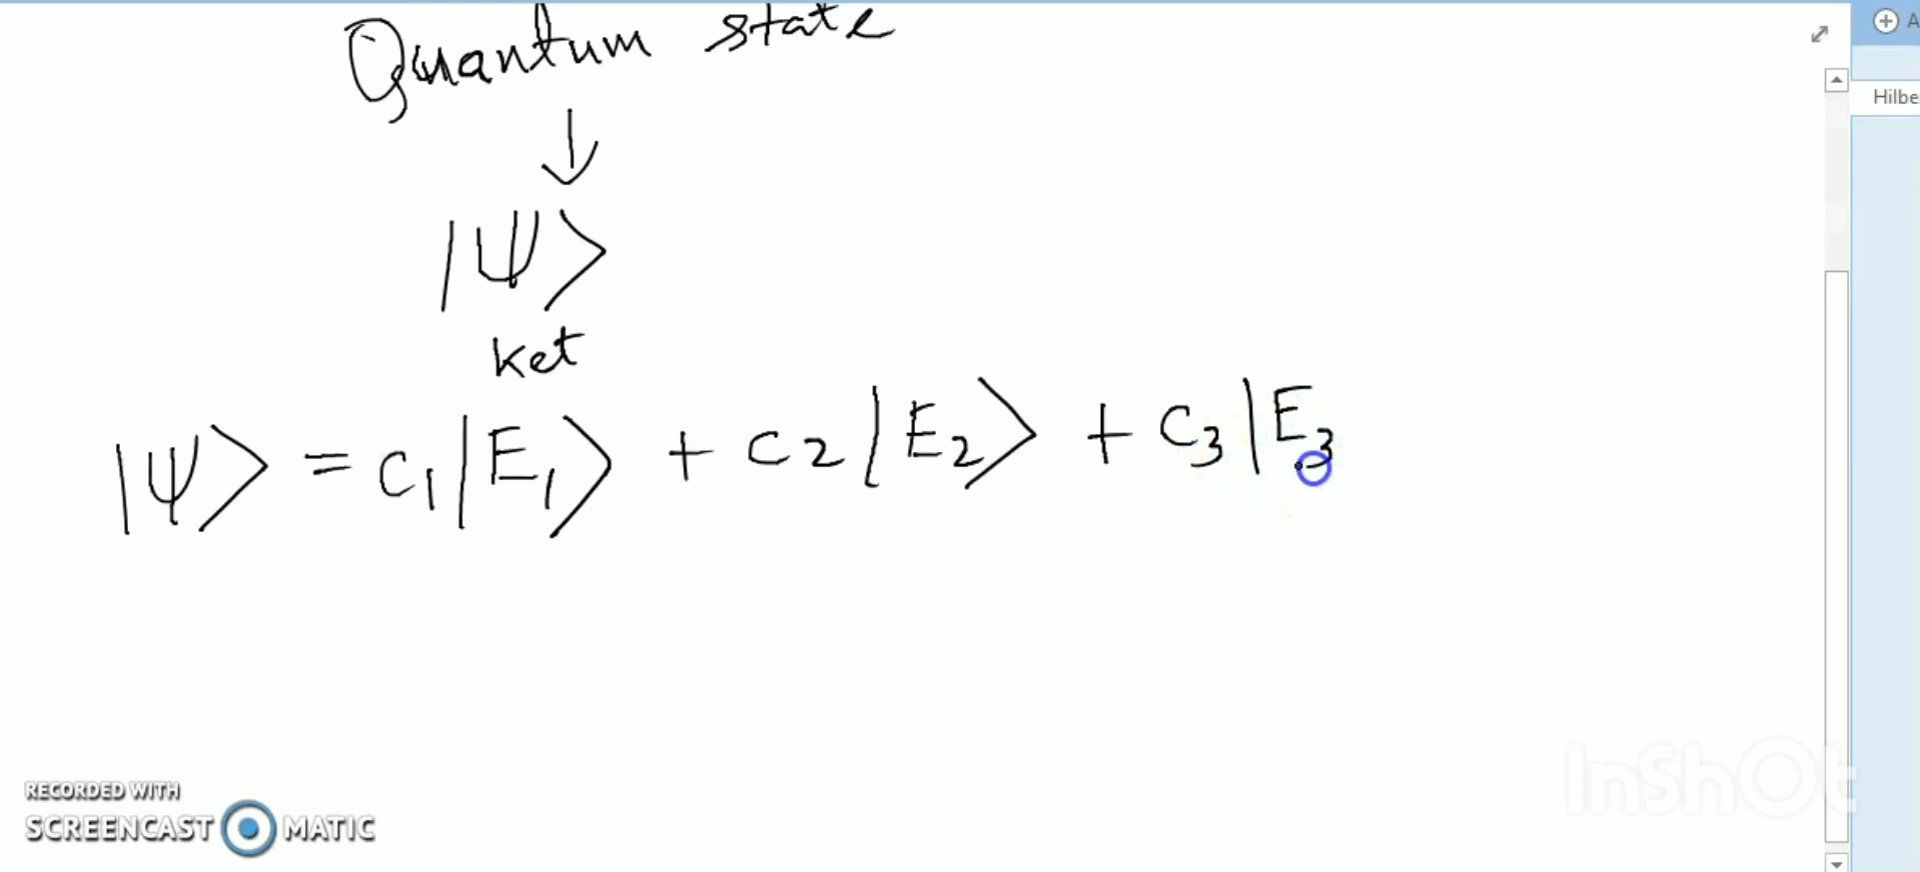 Quantum state
↓
|Ψ>
Ket
|Ψ> = C₁|E₁> + C₂|E₂> + C₃|E₃
A
Hilbe
RECORDED WITH
SCREENCAST MATIC
InShOt